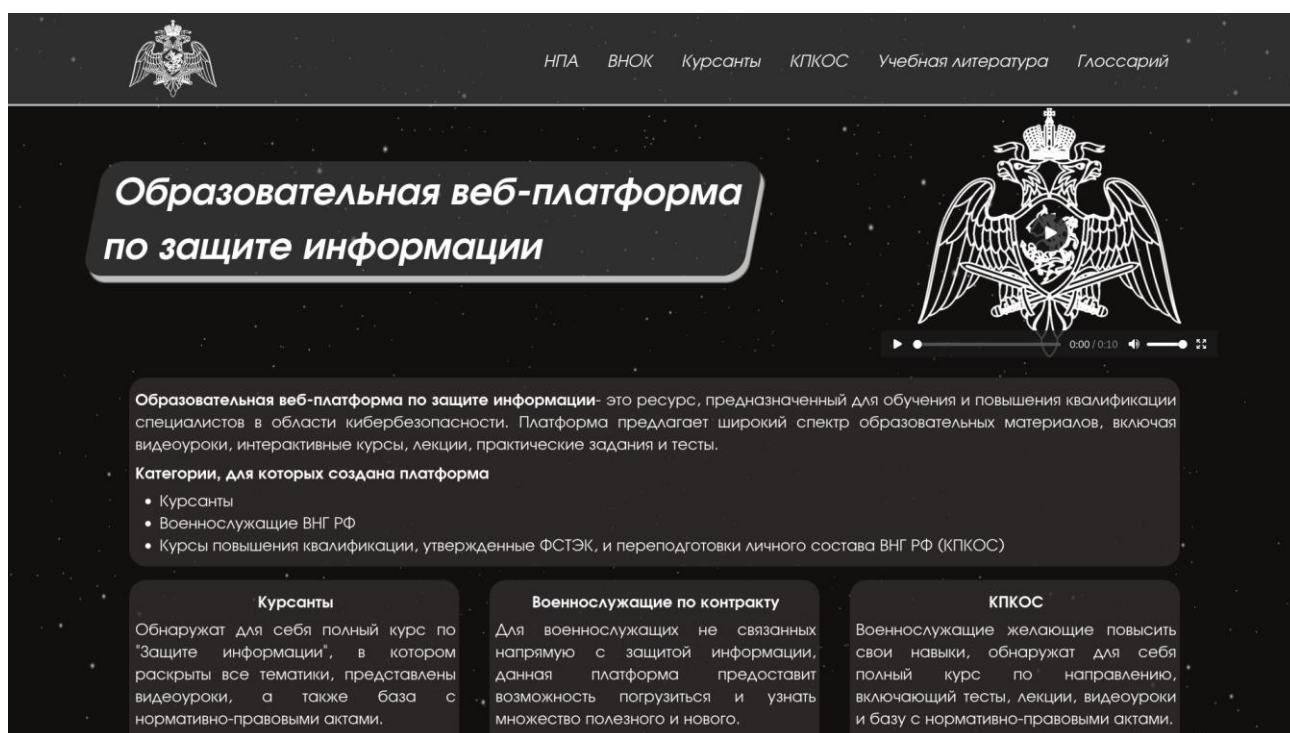 НПА ВНОК Курсанты КПКОС Учебная литература Глоссарий
Образовательная веб-платформа
по защите информации
0:00 / 0:10
Образовательная веб-платформа по защите информации- это ресурс, предназначенный для обучения и повышения квалификации
специалистов в области кибербезопасности. Платформа предлагает широкий спектр образовательных материалов, включая
видеоуроки, интерактивные курсы, лекции, практические задания и тесты.
Категории, для которых создана платформа
• Курсанты
• Военнослужащие ВНГ РФ
• Курсы повышения квалификации, утвержденные ФСТЭК, и переподготовки личного состава ВНГ РФ (КПКОС)
Курсанты
Обнаружат для себя полный курс по
"Защите информации", в котором
раскрыты все тематики, представлены
видеоуроки, а также база с
нормативно-правовыми актами.
Военнослужащие по контракту
Для военнослужащих не связанных
напрямую с защитой информации,
данная платформа предоставит
возможность погрузиться и узнать
множество полезного и нового.
КПКОС
Военнослужащие желающие повысить
свои навыки, обнаружат для себя
полный курс по направлению,
включающий тесты, лекции, видеоуроки
и базу с нормативно-правовыми актами.